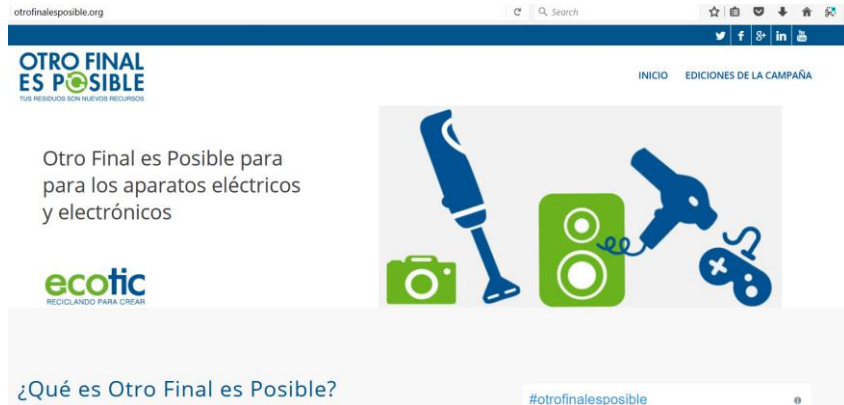 otrofinalesposible.org
Search
OTRO FINAL
ES POSIBLE
TUS RESIDUOS SON NUEVOS RECURSOS
INICIO EDICIONES DE LA CAMPAÑA
Otro Final es Posible para
para los aparatos eléctricos
y electrónicos
ecotic
RECICLANDO PARA CREAR
¿Qué es Otro Final es Posible?
#otrofinalesposible